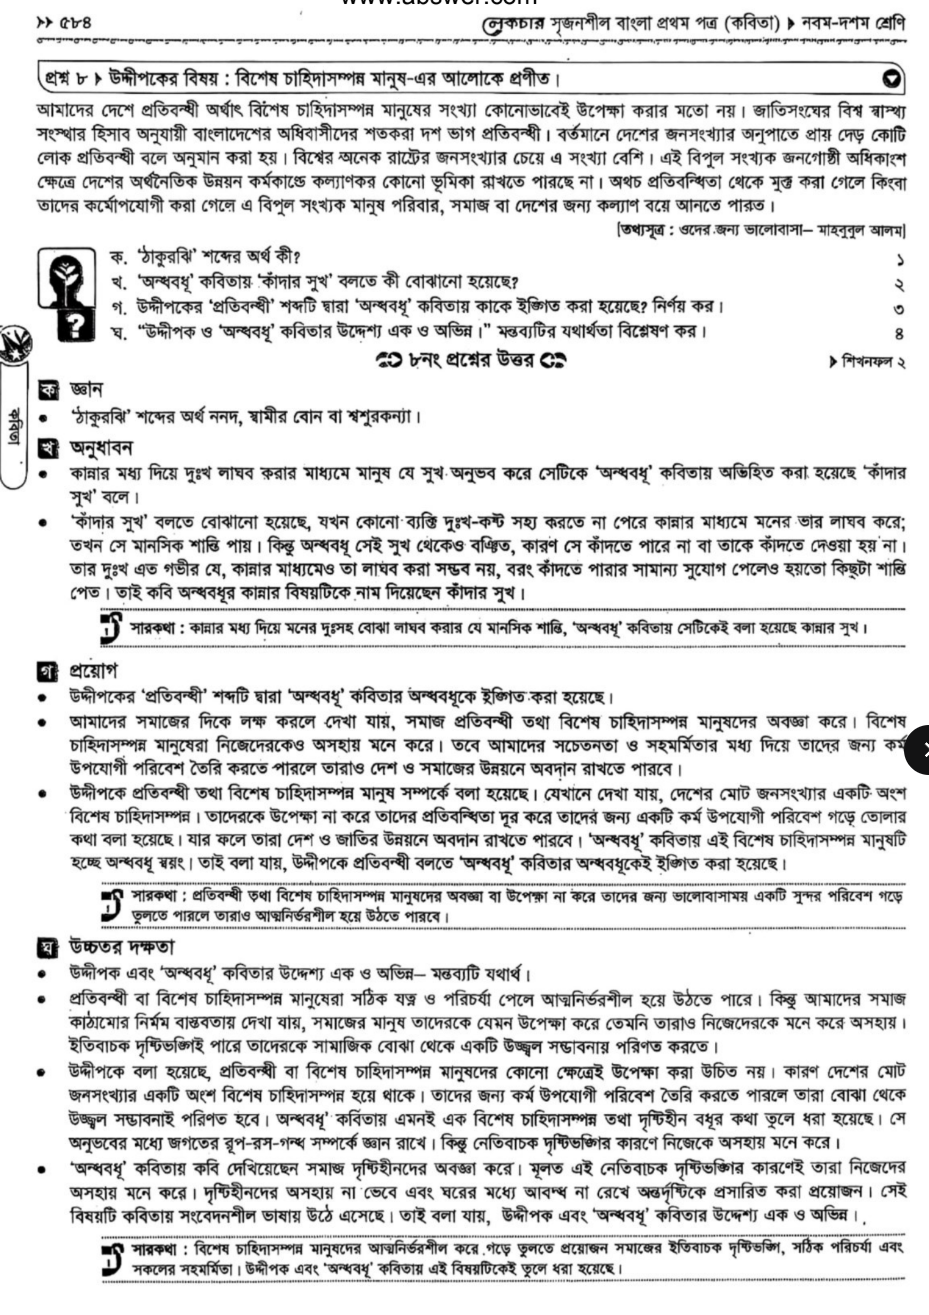 www.abswer.com
>> ৫৮৪
লেকচার সৃজনশীল বাংলা প্রথম পত্র (কবিতা) ▶ নবম-দশম শ্রেণি
প্রশ্ন ৮ ▶ উদ্দীপকের বিষয় : বিশেষ চাহিদাসম্পন্ন মানুষ-এর আলোকে প্রণীত।
আমাদের দেশে প্রতিবন্ধী অর্থাৎ বিশেষ চাহিদাসম্পন্ন মানুষের সংখ্যা কোনোভাবেই উপেক্ষা করার মতো নয়। জাতিসংঘের বিশ্ব স্বাস্থ্য
সংস্থার হিসাব অনুযায়ী বাংলাদেশের অধিবাসীদের শতকরা দশ ভাগ প্রতিবন্ধী। বর্তমানে দেশের জনসংখ্যার অনুপাতে প্রায় দেড় কোটি
লোক প্রতিবন্ধী বলে অনুমান করা হয়। বিশ্বের অনেক রাষ্ট্রের জনসংখ্যার চেয়ে এ সংখ্যা বেশি। এই বিপুল সংখ্যক জনগোষ্ঠী অধিকাংশ
ক্ষেত্রে দেশের অর্থনৈতিক উন্নয়ন কর্মকাণ্ডে কল্যাণকর কোনো ভূমিকা রাখতে পারছে না। অথচ প্রতিবন্ধিতা থেকে মুক্ত করা গেলে কিংবা
তাদের কর্মোপযোগী করা গেলে এ বিপুল সংখ্যক মানুষ পরিবার, সমাজ বা দেশের জন্য কল্যাণ বয়ে আনতে পারত।
[তথ্যসূত্র : ওদের জন্য ভালোবাসা– মাহবুবুল আলম]
ক. 'ঠাকুরঝি' শব্দের অর্থ কী? ১
খ. 'অন্ধবধূ' কবিতায় 'কাঁদার সুখ' বলতে কী বোঝানো হয়েছে? ২
গ. উদ্দীপকের 'প্রতিবন্ধী' শব্দটি দ্বারা 'অন্ধবধূ' কবিতায় কাকে ইঙ্গিত করা হয়েছে? নির্ণয় কর। ৩
ঘ. "উদ্দীপক ও 'অন্ধবধূ' কবিতার উদ্দেশ্য এক ও অভিন্ন।" মন্তব্যটির যথার্থতা বিশ্লেষণ কর। ৪
৮নং প্রশ্নের উত্তর
▶ শিখনফল ২
কবিতা
ক জ্ঞান
• 'ঠাকুরঝি' শব্দের অর্থ ননদ, স্বামীর বোন বা শ্বশুরকন্যা।
খ অনুধাবন
• কান্নার মধ্য দিয়ে দুঃখ লাঘব করার মাধ্যমে মানুষ যে সুখ অনুভব করে সেটিকে 'অন্ধবধূ' কবিতায় অভিহিত করা হয়েছে 'কাঁদার
সুখ' বলে।
• 'কাঁদার সুখ' বলতে বোঝানো হয়েছে, যখন কোনো ব্যক্তি দুঃখ-কষ্ট সহ্য করতে না পেরে কান্নার মাধ্যমে মনের ভার লাঘব করে;
তখন সে মানসিক শান্তি পায়। কিন্তু অন্ধবধূ সেই সুখ থেকেও বঞ্চিত, কারণ সে কাঁদতে পারে না বা তাকে কাঁদতে দেওয়া হয় না।
তার দুঃখ এত গভীর যে, কান্নার মাধ্যমেও তা লাঘব করা সম্ভব নয়, বরং কাঁদতে পারার সামান্য সুযোগ পেলেও হয়তো কিছুটা শান্তি
পেত। তাই কবি অন্ধবধূর কান্নার বিষয়টিকে নাম দিয়েছেন কাঁদার সুখ।
সারকথা : কান্নার মধ্য দিয়ে মনের দুঃসহ বোঝা লাঘব করার যে মানসিক শান্তি, 'অন্ধবধূ' কবিতায় সেটিকেই বলা হয়েছে কান্নার সুখ।
গ প্রয়োগ
• উদ্দীপকের 'প্রতিবন্ধী' শব্দটি দ্বারা 'অন্ধবধূ' কবিতার অন্ধবধূকে ইঙ্গিত করা হয়েছে।
• আমাদের সমাজের দিকে লক্ষ করলে দেখা যায়, সমাজ প্রতিবন্ধী তথা বিশেষ চাহিদাসম্পন্ন মানুষদের অবজ্ঞা করে। বিশেষ
চাহিদাসম্পন্ন মানুষেরা নিজেদেরকেও অসহায় মনে করে। তবে আমাদের সচেতনতা ও সহমর্মিতার মধ্য দিয়ে তাদের জন্য কর্ম
উপযোগী পরিবেশ তৈরি করতে পারলে তারাও দেশ ও সমাজের উন্নয়নে অবদান রাখতে পারবে।
• উদ্দীপকে প্রতিবন্ধী তথা বিশেষ চাহিদাসম্পন্ন মানুষ সম্পর্কে বলা হয়েছে। যেখানে দেখা যায়, দেশের মোট জনসংখ্যার একটি অংশ
বিশেষ চাহিদাসম্পন্ন। তাদেরকে উপেক্ষা না করে তাদের প্রতিবন্ধিতা দূর করে তাদের জন্য একটি কর্ম উপযোগী পরিবেশ গড়ে তোলার
কথা বলা হয়েছে। যার ফলে তারা দেশ ও জাতির উন্নয়নে অবদান রাখতে পারবে। 'অন্ধবধূ' কবিতায় এই বিশেষ চাহিদাসম্পন্ন মানুষটি
হচ্ছে অন্ধবধূ স্বয়ং। তাই বলা যায়, উদ্দীপকে প্রতিবন্ধী বলতে 'অন্ধবধূ' কবিতার অন্ধবধূকেই ইঙ্গিত করা হয়েছে।
সারকথা : প্রতিবন্ধী তথা বিশেষ চাহিদাসম্পন্ন মানুষদের অবজ্ঞা বা উপেক্ষা না করে তাদের জন্য ভালোবাসাময় একটি সুন্দর পরিবেশ গড়ে
তুলতে পারলে তারাও আত্মনির্ভরশীল হয়ে উঠতে পারবে।
ঘ উচ্চতর দক্ষতা
• উদ্দীপক এবং 'অন্ধবধূ' কবিতার উদ্দেশ্য এক ও অভিন্ন– মন্তব্যটি যথার্থ।
• প্রতিবন্ধী বা বিশেষ চাহিদাসম্পন্ন মানুষেরা সঠিক যত্ন ও পরিচর্যা পেলে আত্মনির্ভরশীল হয়ে উঠতে পারে। কিন্তু আমাদের সমাজ
কাঠামোর নির্মম বাস্তবতায় দেখা যায়, সমাজের মানুষ তাদেরকে যেমন উপেক্ষা করে তেমনি তারাও নিজেদেরকে মনে করে অসহায়।
ইতিবাচক দৃষ্টিভঙ্গিই পারে তাদেরকে সামাজিক বোঝা থেকে একটি উজ্জ্বল সম্ভাবনায় পরিণত করতে।
• উদ্দীপকে বলা হয়েছে, প্রতিবন্ধী বা বিশেষ চাহিদাসম্পন্ন মানুষদের কোনো ক্ষেত্রেই উপেক্ষা করা উচিত নয়। কারণ দেশের মোট
জনসংখ্যার একটি অংশ বিশেষ চাহিদাসম্পন্ন হয়ে থাকে। তাদের জন্য কর্ম উপযোগী পরিবেশ তৈরি করতে পারলে তারা বোঝা থেকে
উজ্জ্বল সম্ভাবনাই পরিণত হবে। অন্ধবধূ' কবিতায় এমনই এক বিশেষ চাহিদাসম্পন্ন তথা দৃষ্টিহীন বধূর কথা তুলে ধরা হয়েছে। সে
অনুভবের মধ্যে জগতের রূপ-রস-গন্ধ সম্পর্কে জ্ঞান রাখে। কিন্তু নেতিবাচক দৃষ্টিভঙ্গির কারণে নিজেকে অসহায় মনে করে।
• 'অন্ধবধূ' কবিতায় কবি দেখিয়েছেন সমাজ দৃষ্টিহীনদের অবজ্ঞা করে। মূলত এই নেতিবাচক দৃষ্টিভঙ্গির কারণেই তারা নিজেদের
অসহায় মনে করে। দৃষ্টিহীনদের অসহায় না ভেবে এবং ঘরের মধ্যে আবদ্ধ না রেখে অন্তর্দৃষ্টিকে প্রসারিত করা প্রয়োজন। সেই
বিষয়টি কবিতায় সংবেদনশীল ভাষায় উঠে এসেছে। তাই বলা যায়, উদ্দীপক এবং 'অন্ধবধূ' কবিতার উদ্দেশ্য এক ও অভিন্ন।
সারকথা : বিশেষ চাহিদাসম্পন্ন মানুষদের আত্মনির্ভরশীল করে গড়ে তুলতে প্রয়োজন সমাজের ইতিবাচক দৃষ্টিভঙ্গি, সঠিক পরিচর্যা এবং
সকলের সহমর্মিতা। উদ্দীপক এবং 'অন্ধবধূ' কবিতায় এই বিষয়টিকেই তুলে ধরা হয়েছে।